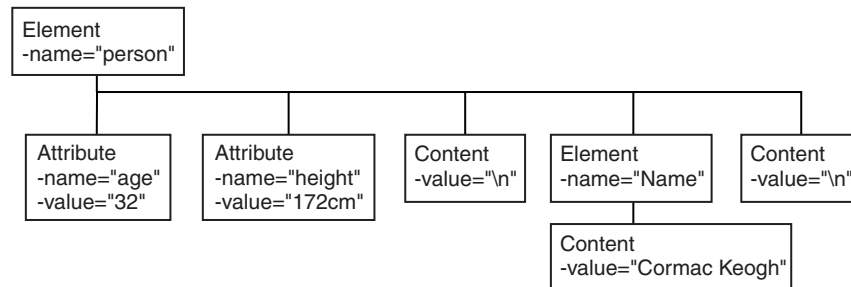 Element
-name="person"
Attribute
-name="age"
-value="32"
Attribute
-name="height"
-value="172cm"
Content
-value="\n"
Element
-name="Name"
Content
-value="\n"
Content
-value="Cormac Keogh"